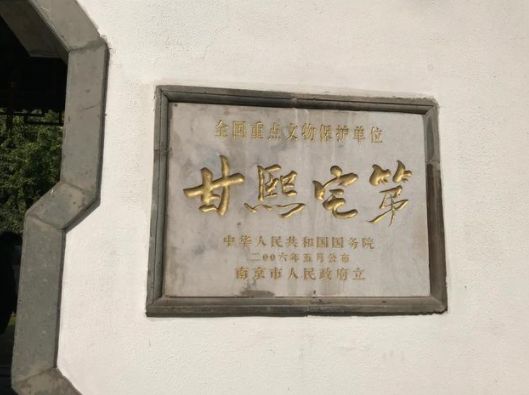 全国重点文物保护单位
甘熙宅第
中华人民共和国国务院
二00六年五月公布
南京市人民政府立